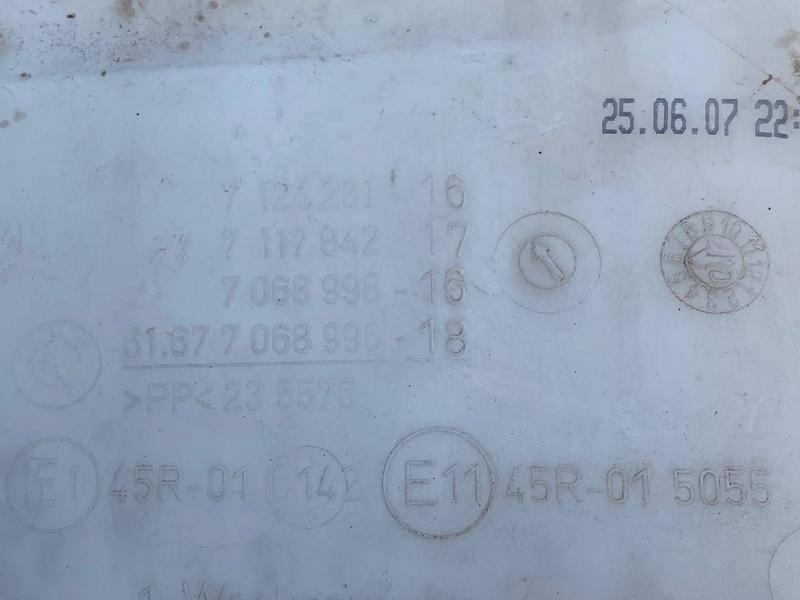 25.06.07 22:
7 124 231 - 16
7 117 842 17
7 068 998 - 16
61.67 7 068 996 - 18
>PP< 23 5576
E1 45R-01 E11 45R-01 5055